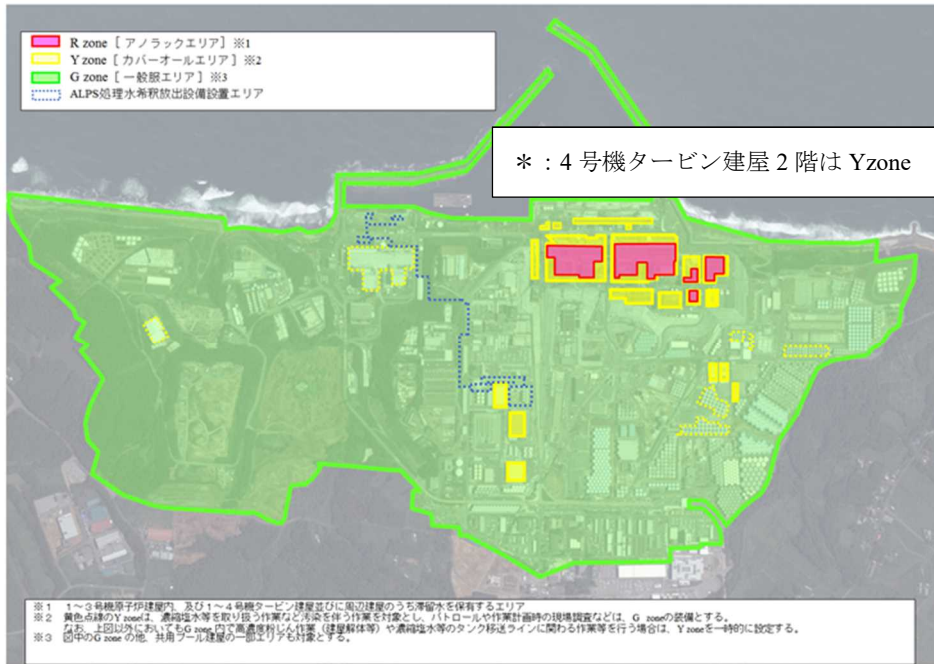 R zone [ アノラックエリア] ※1
Y zone [ カバーオールエリア] ※2
G zone [ 一般服エリア] ※3
ALPS処理水希釈放出設備設置エリア
＊：4 号機タービン建屋 2 階は Yzone
※1 1～3号機原子炉建屋内、及び1～4号機タービン建屋並びに周辺建屋のうち滞留水を保有するエリア
※2 黄色点線のY zoneは、濃縮塩水等を取り扱う作業など汚染を伴う作業を対象とし、パトロールや作業計画時の現場調査などは、G zoneの装備とする。
なお、上図以外においてもG zone内で高濃度粉じん作業（建屋解体等）や濃縮塩水等のタンク移送ラインに関わる作業等を行う場合は、Y zoneを一時的に設定する。
※3 図中のG zone の他、共用プール建屋の一部エリアも対象とする。